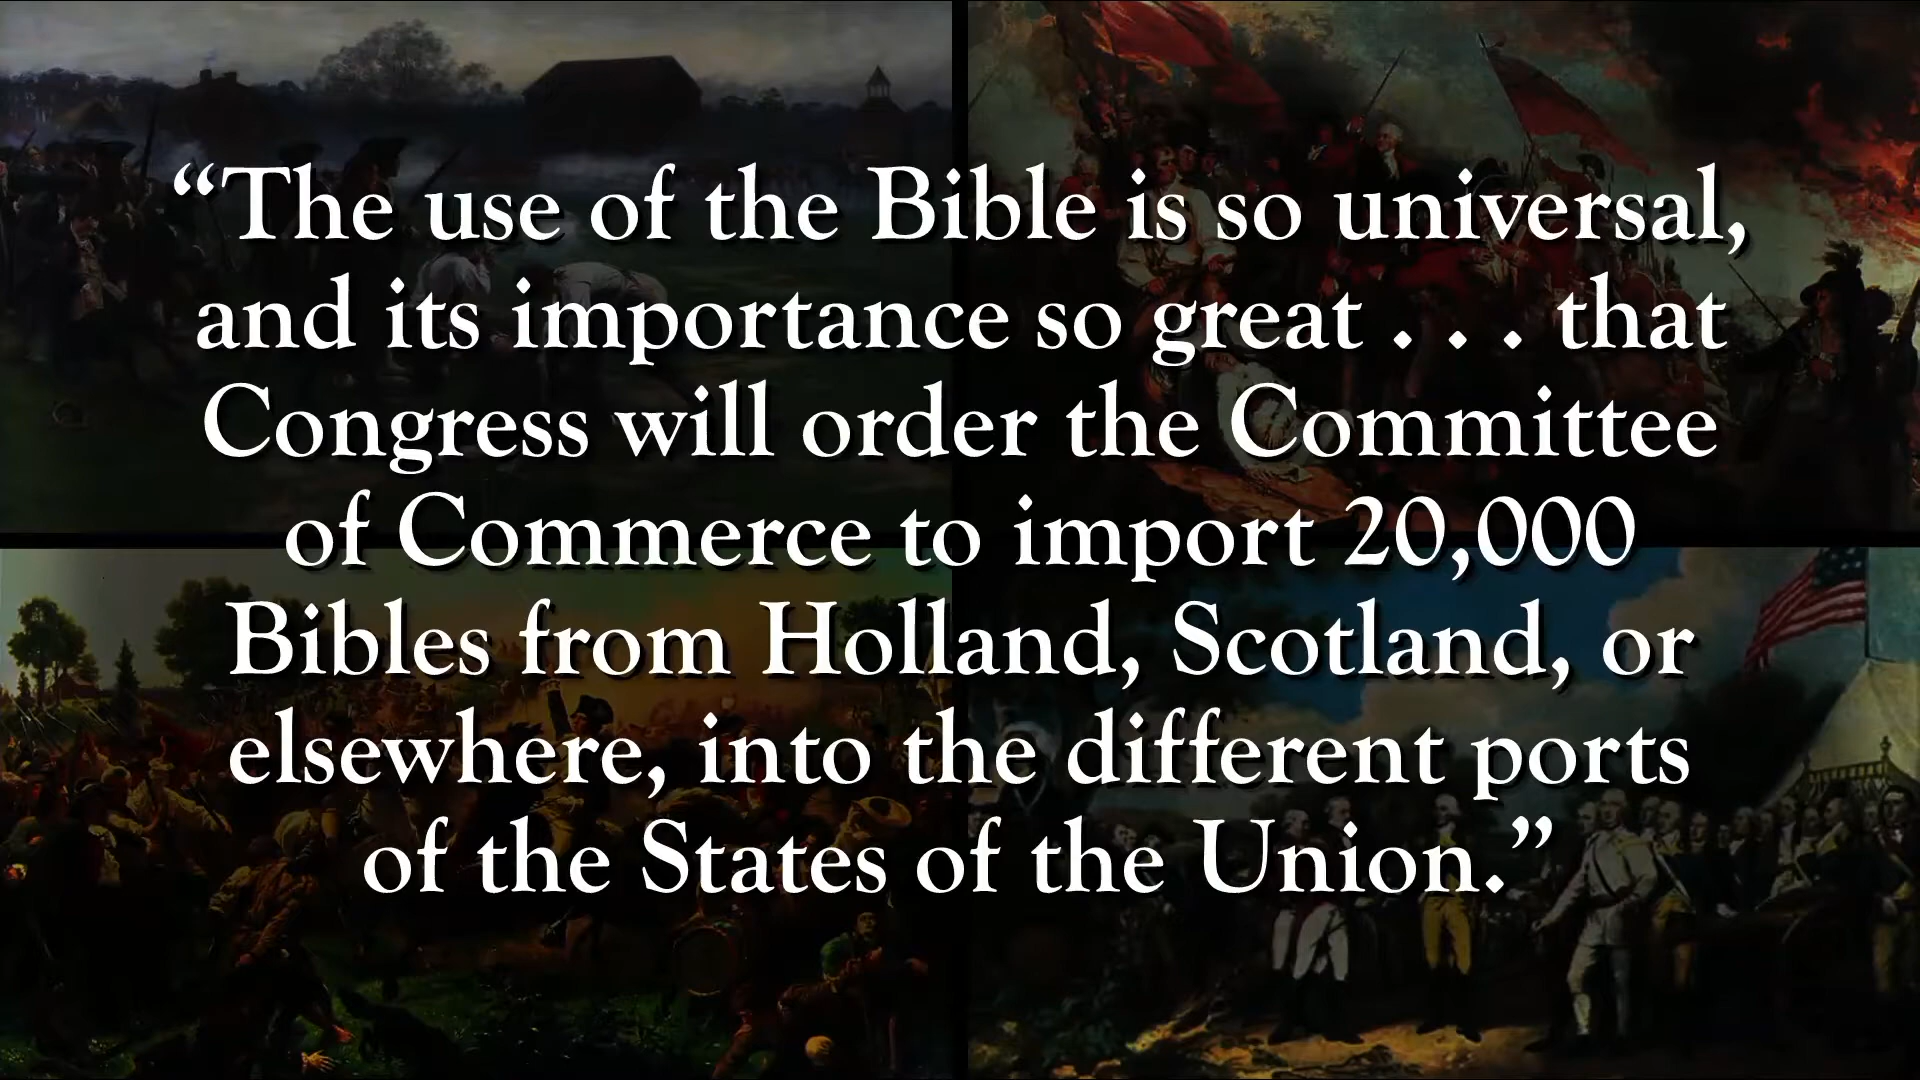 “The use of the Bible is so universal,
and its importance so great . . . that
Congress will order the Committee
of Commerce to import 20,000
Bibles from Holland, Scotland, or
elsewhere, into the different ports
of the States of the Union.”